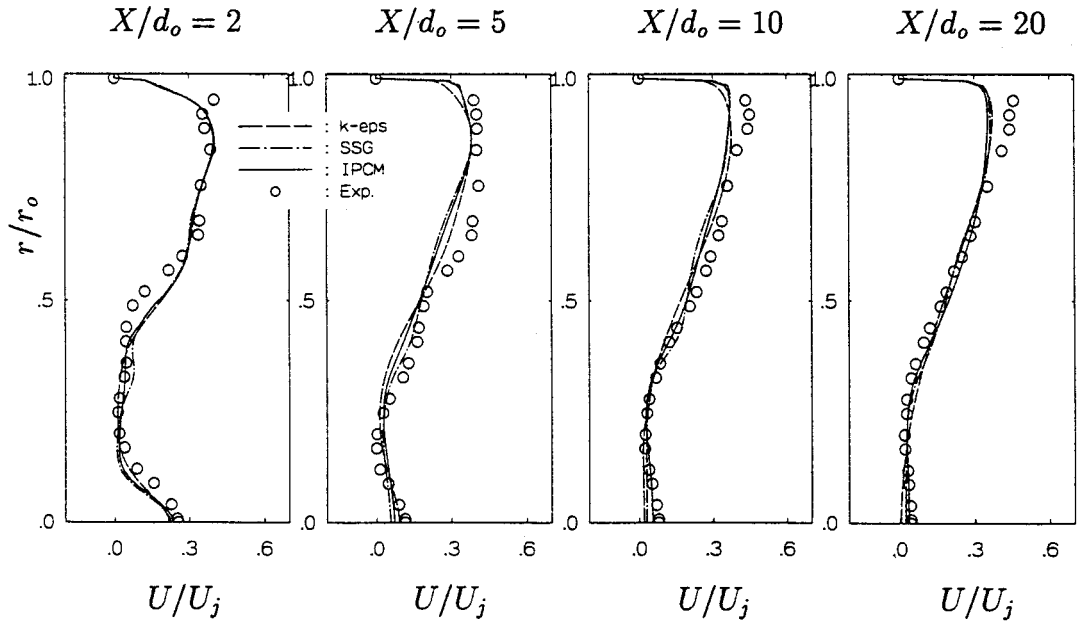 X/d_o = 2
X/d_o = 5
X/d_o = 10
X/d_o = 20
1.0
.5
.0
r/r_o
1.0
.5
.0
1.0
.5
.0
1.0
.5
.0
: k-eps
: SSG
: IPCM
: Exp.
.0 .3 .6
.0 .3 .6
.0 .3 .6
.0 .3 .6
U/U_j
U/U_j
U/U_j
U/U_j